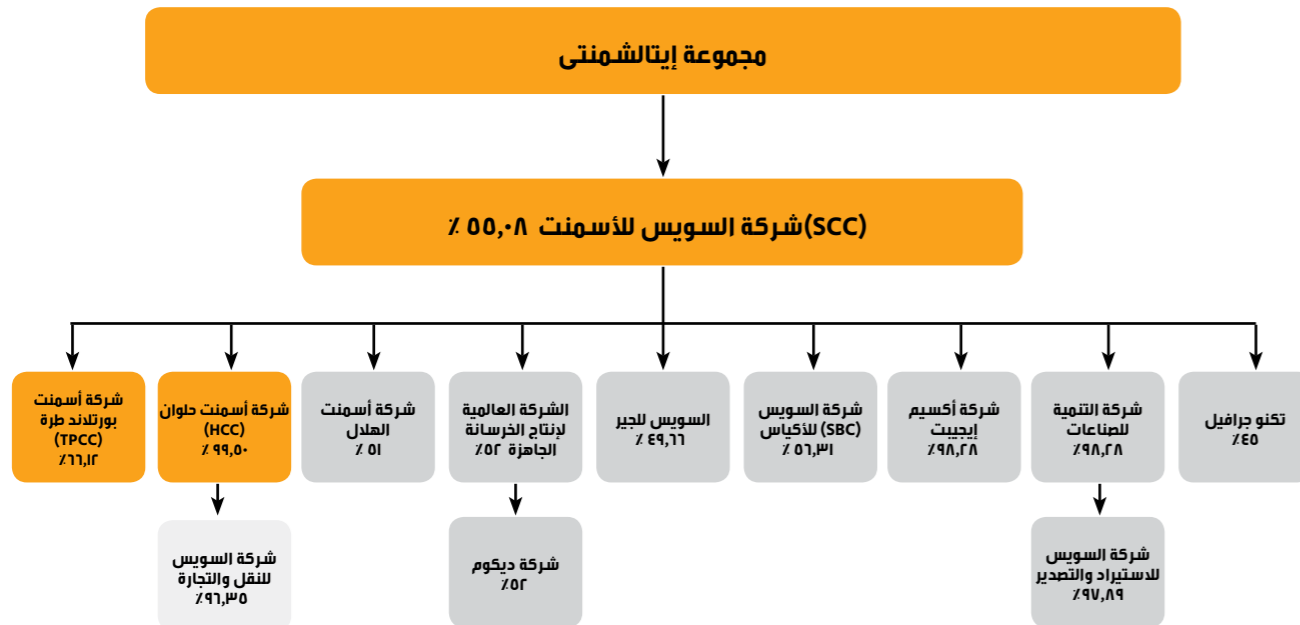 مجموعة إيتالشمنتى
(SCC)شركة السويس للأسمنت ٥٥,٠٨ ٪
تكنو جرافيل
٤٥٪
شركة التنمية
للصناعات
٩٨,٢٨٪
شركة أكسيم
إيجيبت
٩٨,٢٨٪
شركة السويس
(SBC) للأكياس
٥٦,٣١ ٪
السويس للجير
٤٩,٦٦ ٪
الشركة العالمية
لإنتاج الخرسانة
الجاهزة ٥٢٪
شركة أسمنت
الهلال
٥١ ٪
شركة أسمنت حلوان
(HCC)
٩٩,٥٠ ٪
شركة أسمنت
بورتلاند طرة
(TPCC)
٦٦,١٢٪
شركة السويس
للاستيراد والتصدير
٩٧,٨٩٪
شركة ديكوم
٥٢٪
شركة السويس
للنقل والتجارة
٩٦,٣٥٪